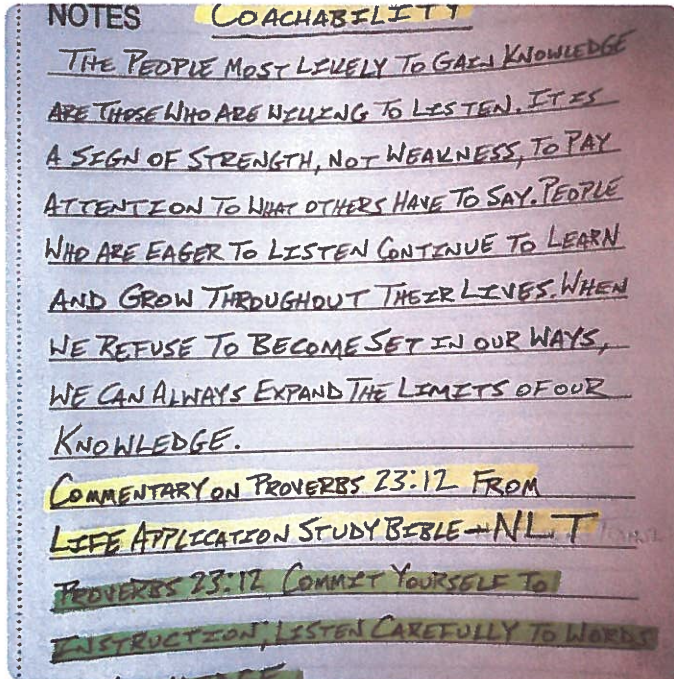 NOTES COACHABILITY
THE PEOPLE MOST LIKELY TO GAIN KNOWLEDGE
ARE THOSE WHO ARE WILLING TO LISTEN. IT IS
A SIGN OF STRENGTH, NOT WEAKNESS, TO PAY
ATTENTION TO WHAT OTHERS HAVE TO SAY. PEOPLE
WHO ARE EAGER TO LISTEN CONTINUE TO LEARN
AND GROW THROUGHOUT THEIR LIVES. WHEN
WE REFUSE TO BECOME SET IN OUR WAYS,
WE CAN ALWAYS EXPAND THE LIMITS OF OUR
KNOWLEDGE.
COMMENTARY ON PROVERBS 23:12 FROM
LIFE APPLICATION STUDY BIBLE - NLT
PROVERBS 23:12 COMMIT YOURSELF TO
INSTRUCTION; LISTEN CAREFULLY TO WORDS